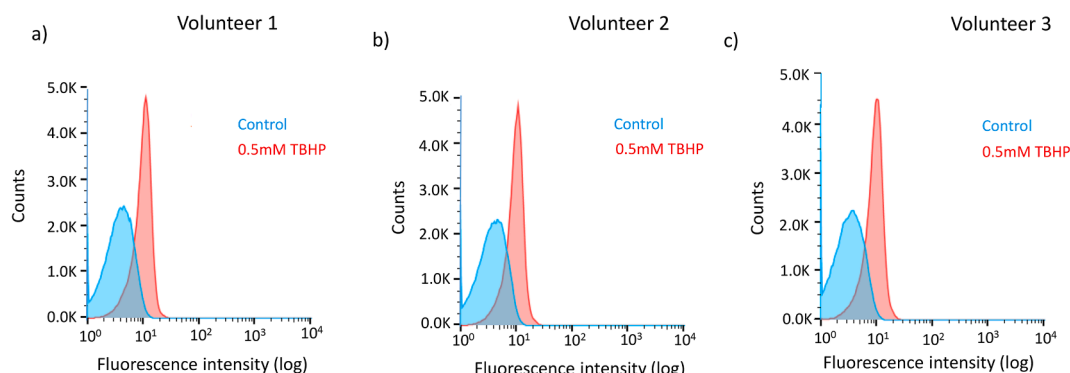 Volunteer 1
Volunteer 2
Volunteer 3
a)
b)
c)
5.0K
4.0K
3.0K
2.0K
1.0K
0.0K
Counts
Control
0.5mM TBHP
10⁰ 10¹ 10² 10³ 10⁴
Fluorescence intensity (log)
5.0K
4.0K
3.0K
2.0K
1.0K
0.0K
Counts
Control
0.5mM TBHP
10⁰ 10¹ 10² 10³ 10⁴
Fluorescence intensity (log)
5.0K
4.0K
3.0K
2.0K
1.0K
0.0K
Counts
Control
0.5mM TBHP
10⁰ 10¹ 10² 10³ 10⁴
Fluorescence intensity (log)